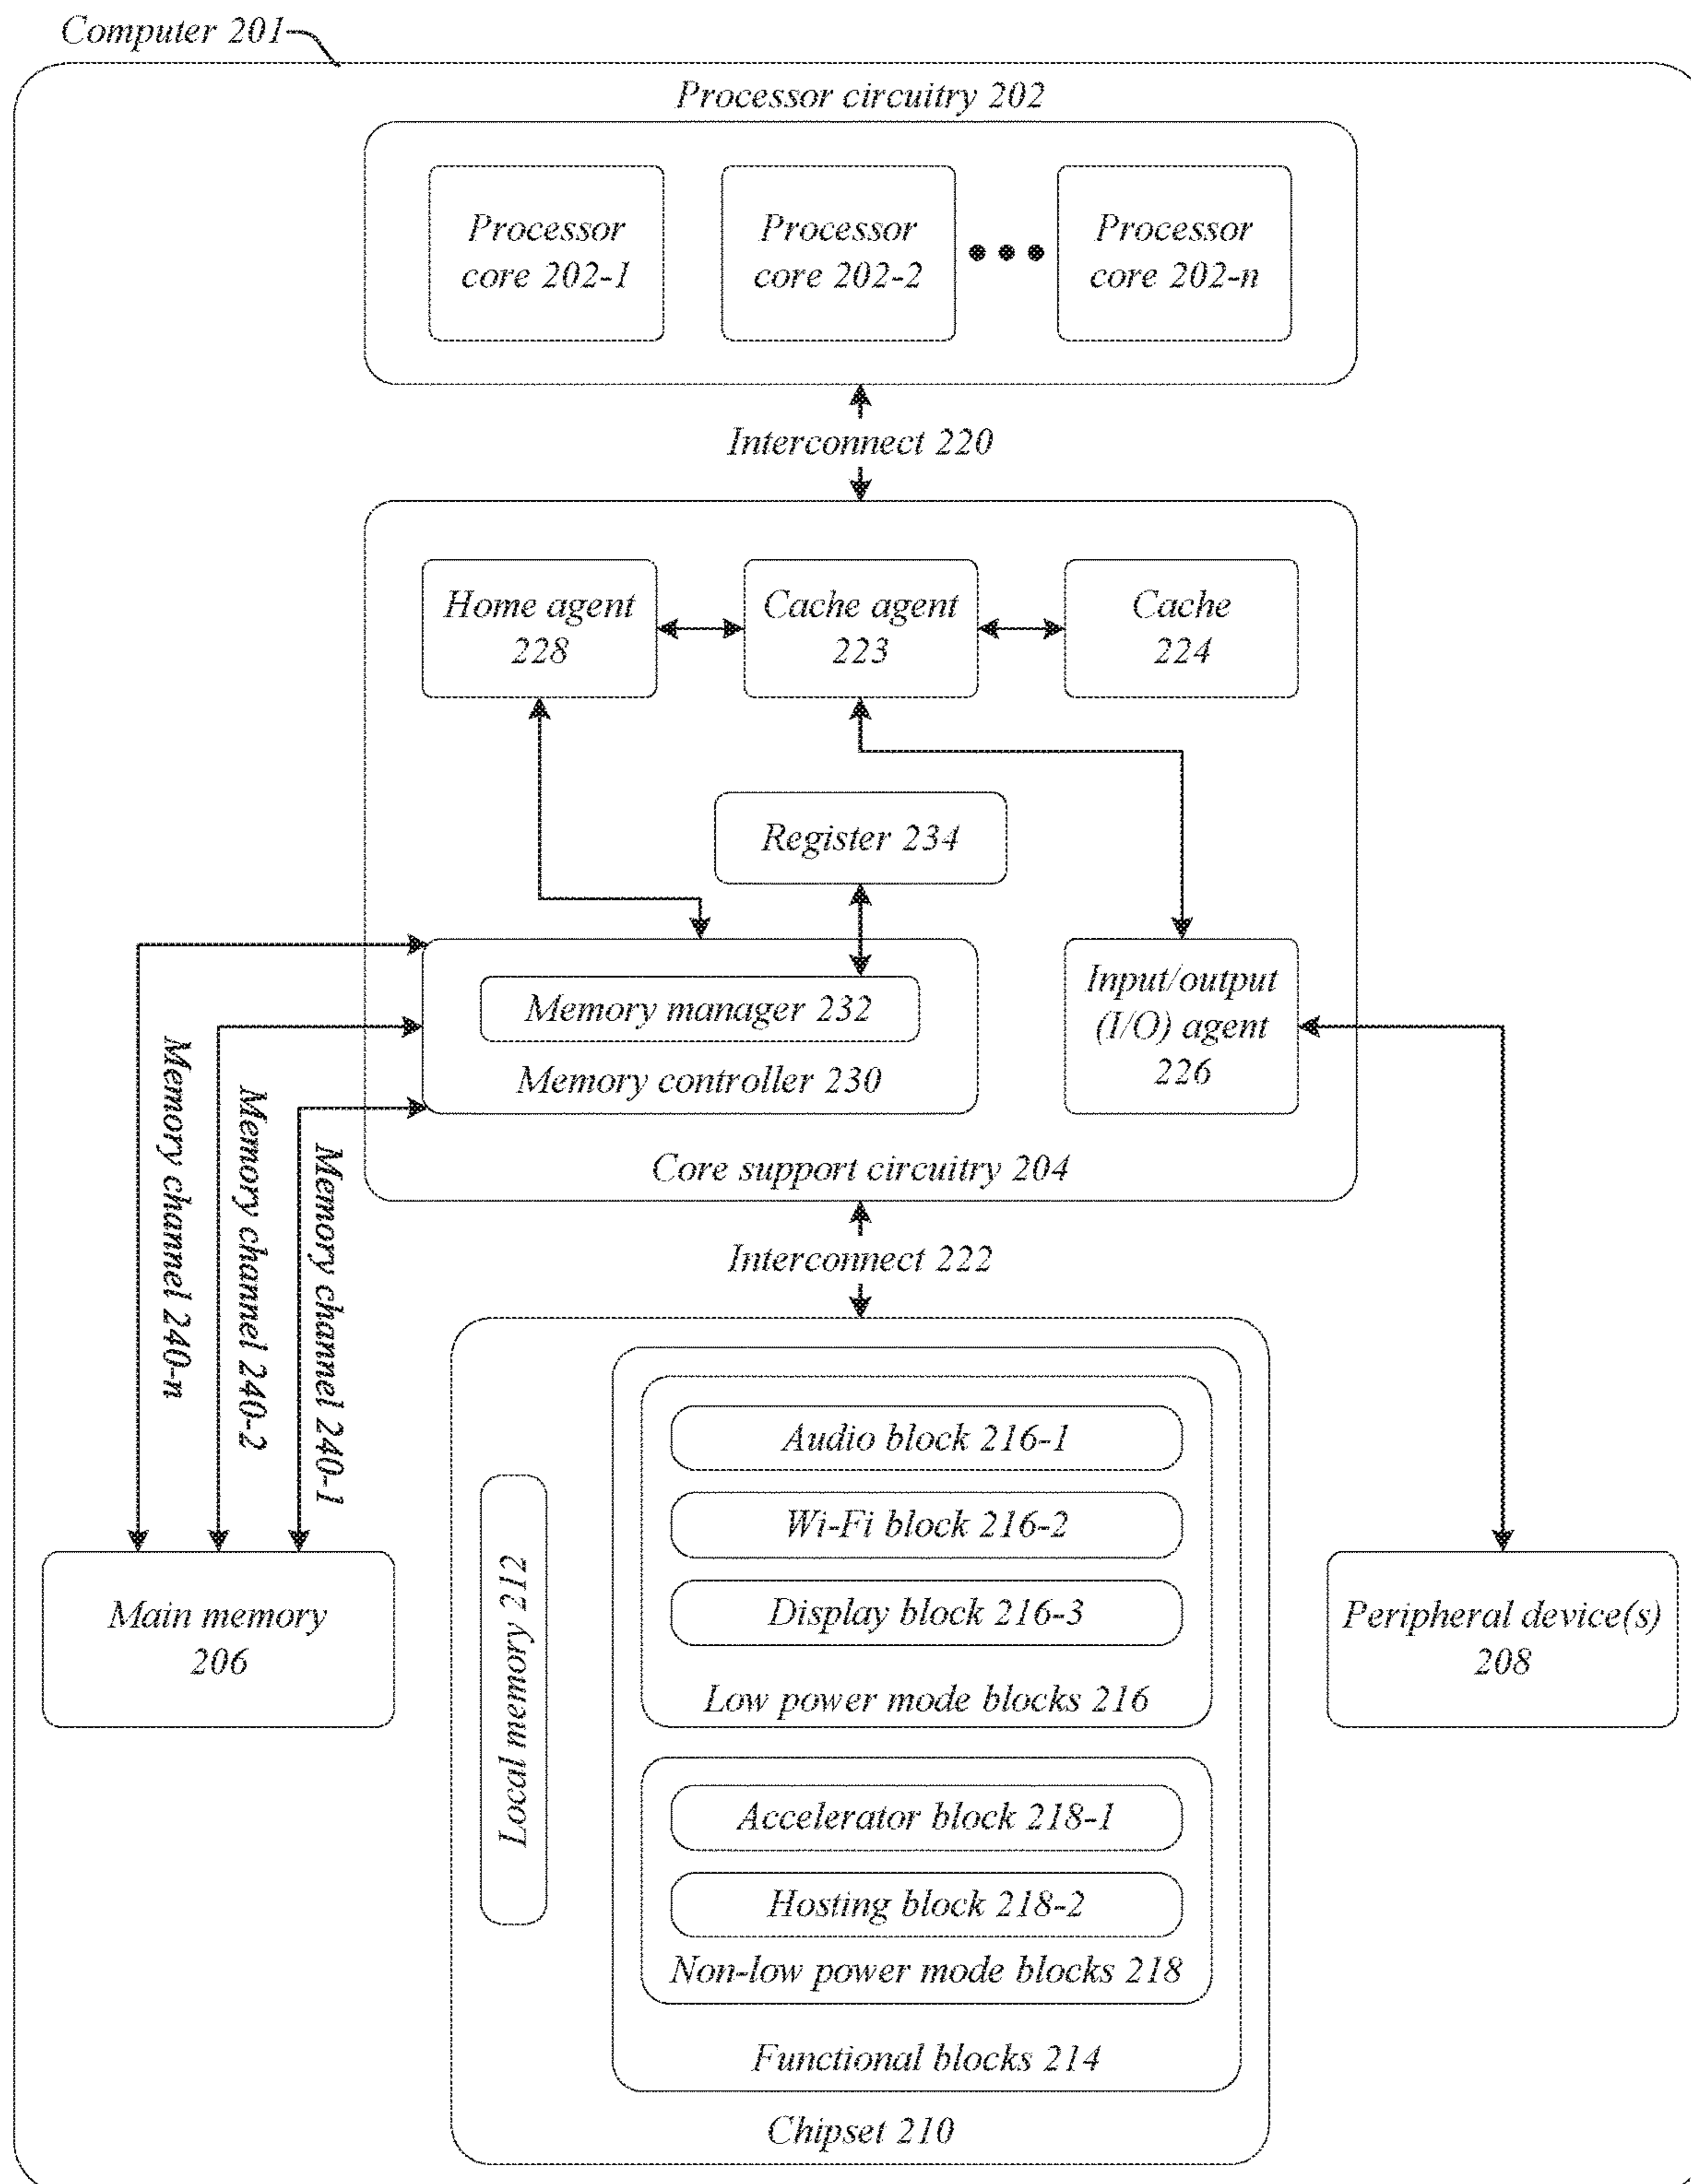 Computer 201
Processor circuitry 202
Processor
core 202-1
Processor
core 202-2
Processor
core 202-n
Interconnect 220
Home agent
228
Cache agent
223
Cache
224
Register 234
Memory manager 232
Memory controller 230
Input/output
(I/O) agent
226
Core support circuitry 204
Memory channel 240-n
Memory channel 240-2
Memory channel 240-1
Interconnect 222
Main memory
206
Local memory 212
Audio block 216-1
Wi-Fi block 216-2
Display block 216-3
Low power mode blocks 216
Accelerator block 218-1
Hosting block 218-2
Non-low power mode blocks 218
Functional blocks 214
Chipset 210
Peripheral device(s)
208